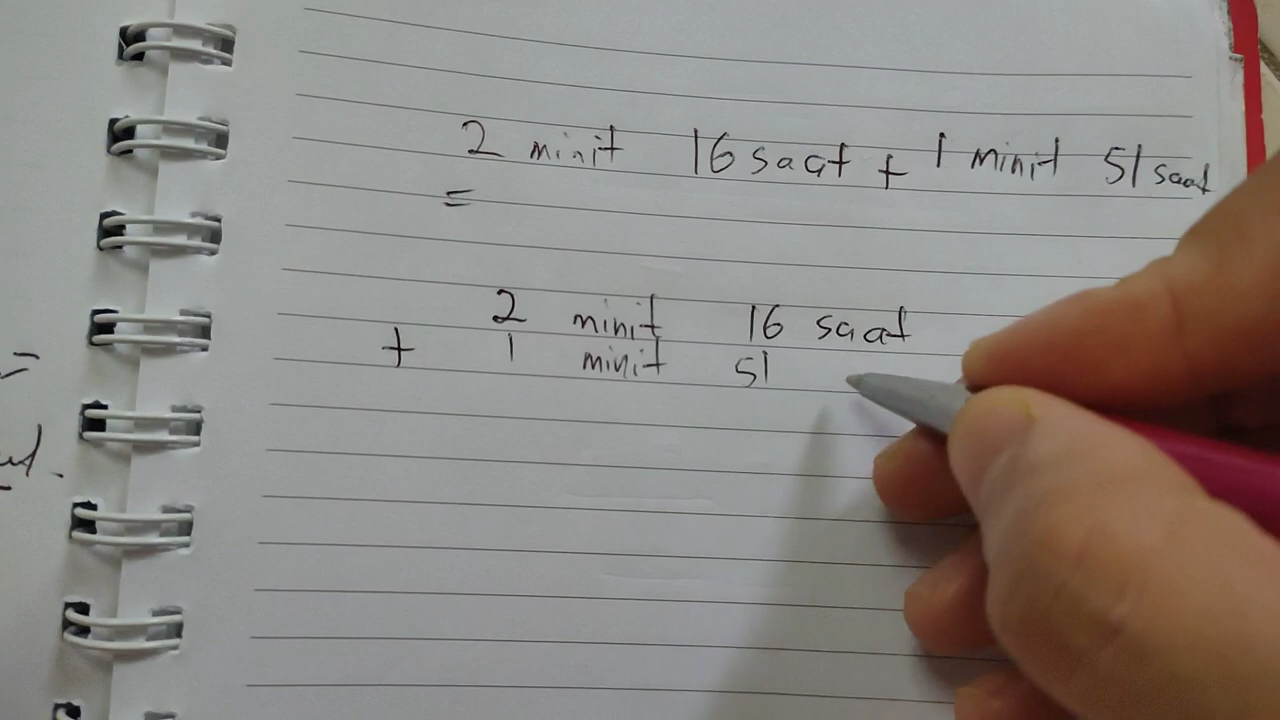 2 minit 16 saat + 1 minit 51 saat
=
2 minit 16 saat
+ 1 minit 51